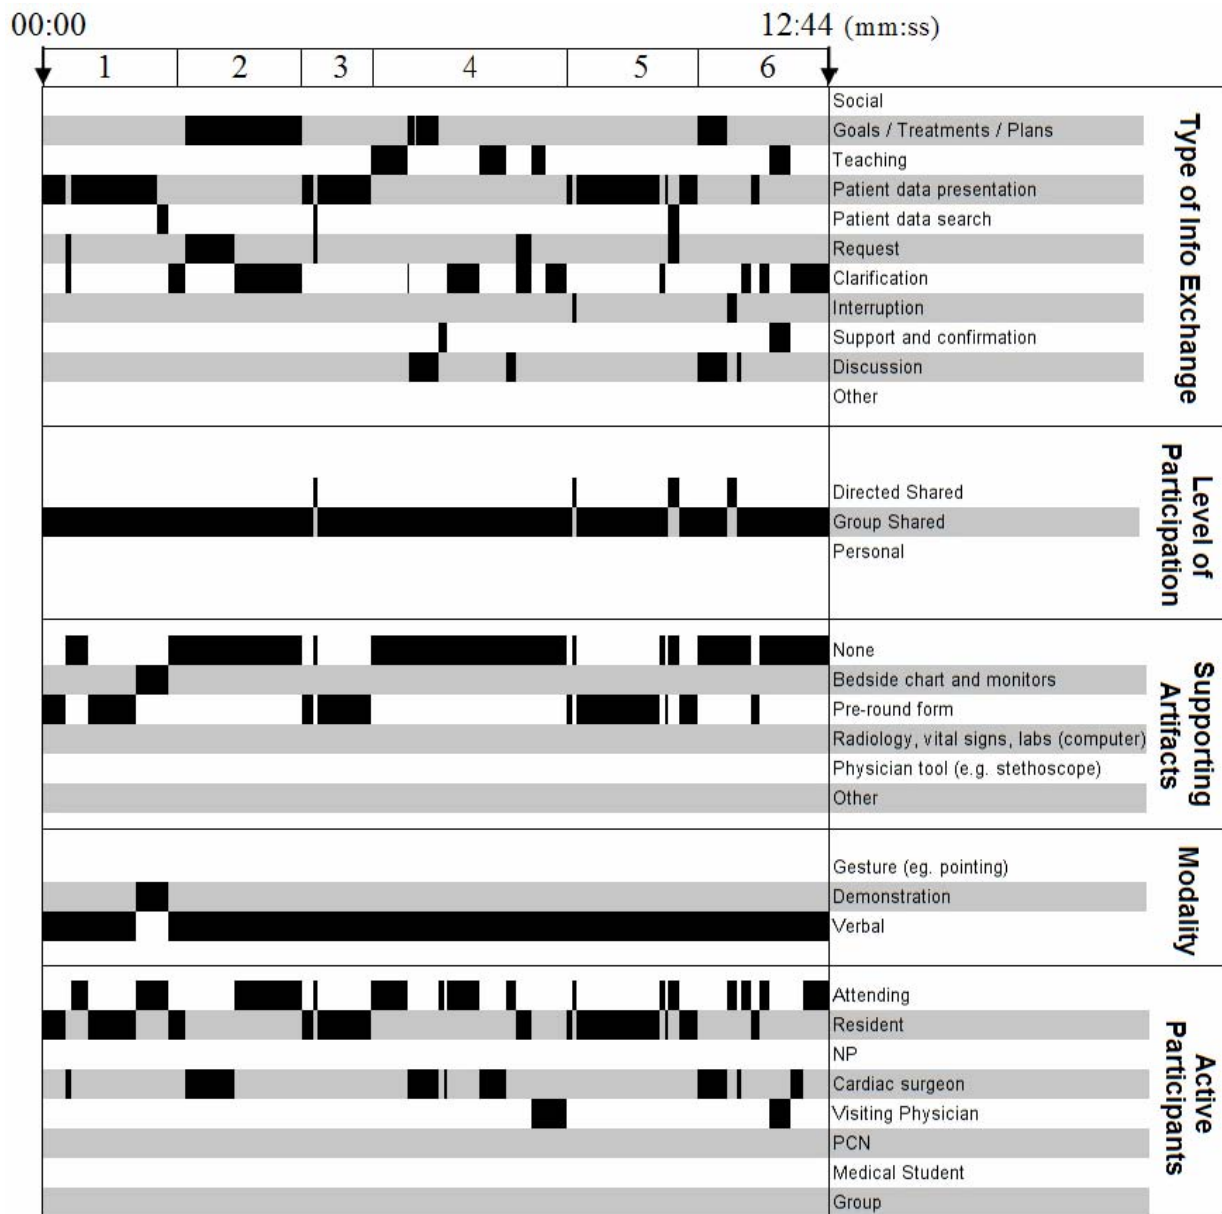 00:00
12:44 (mm:ss)
1 2 3 4 5 6
Social
Goals / Treatments / Plans
Teaching
Patient data presentation
Patient data search
Request
Clarification
Interruption
Support and confirmation
Discussion
Other
Type of Info Exchange
Directed Shared
Group Shared
Personal
Level of
Participation
None
Bedside chart and monitors
Pre-round form
Radiology, vital signs, labs (computer)
Physician tool (e.g. stethoscope)
Other
Supporting
Artifacts
Gesture (eg. pointing)
Demonstration
Verbal
Modality
Attending
Resident
NP
Cardiac surgeon
Visiting Physician
PCN
Medical Student
Group
Active
Participants